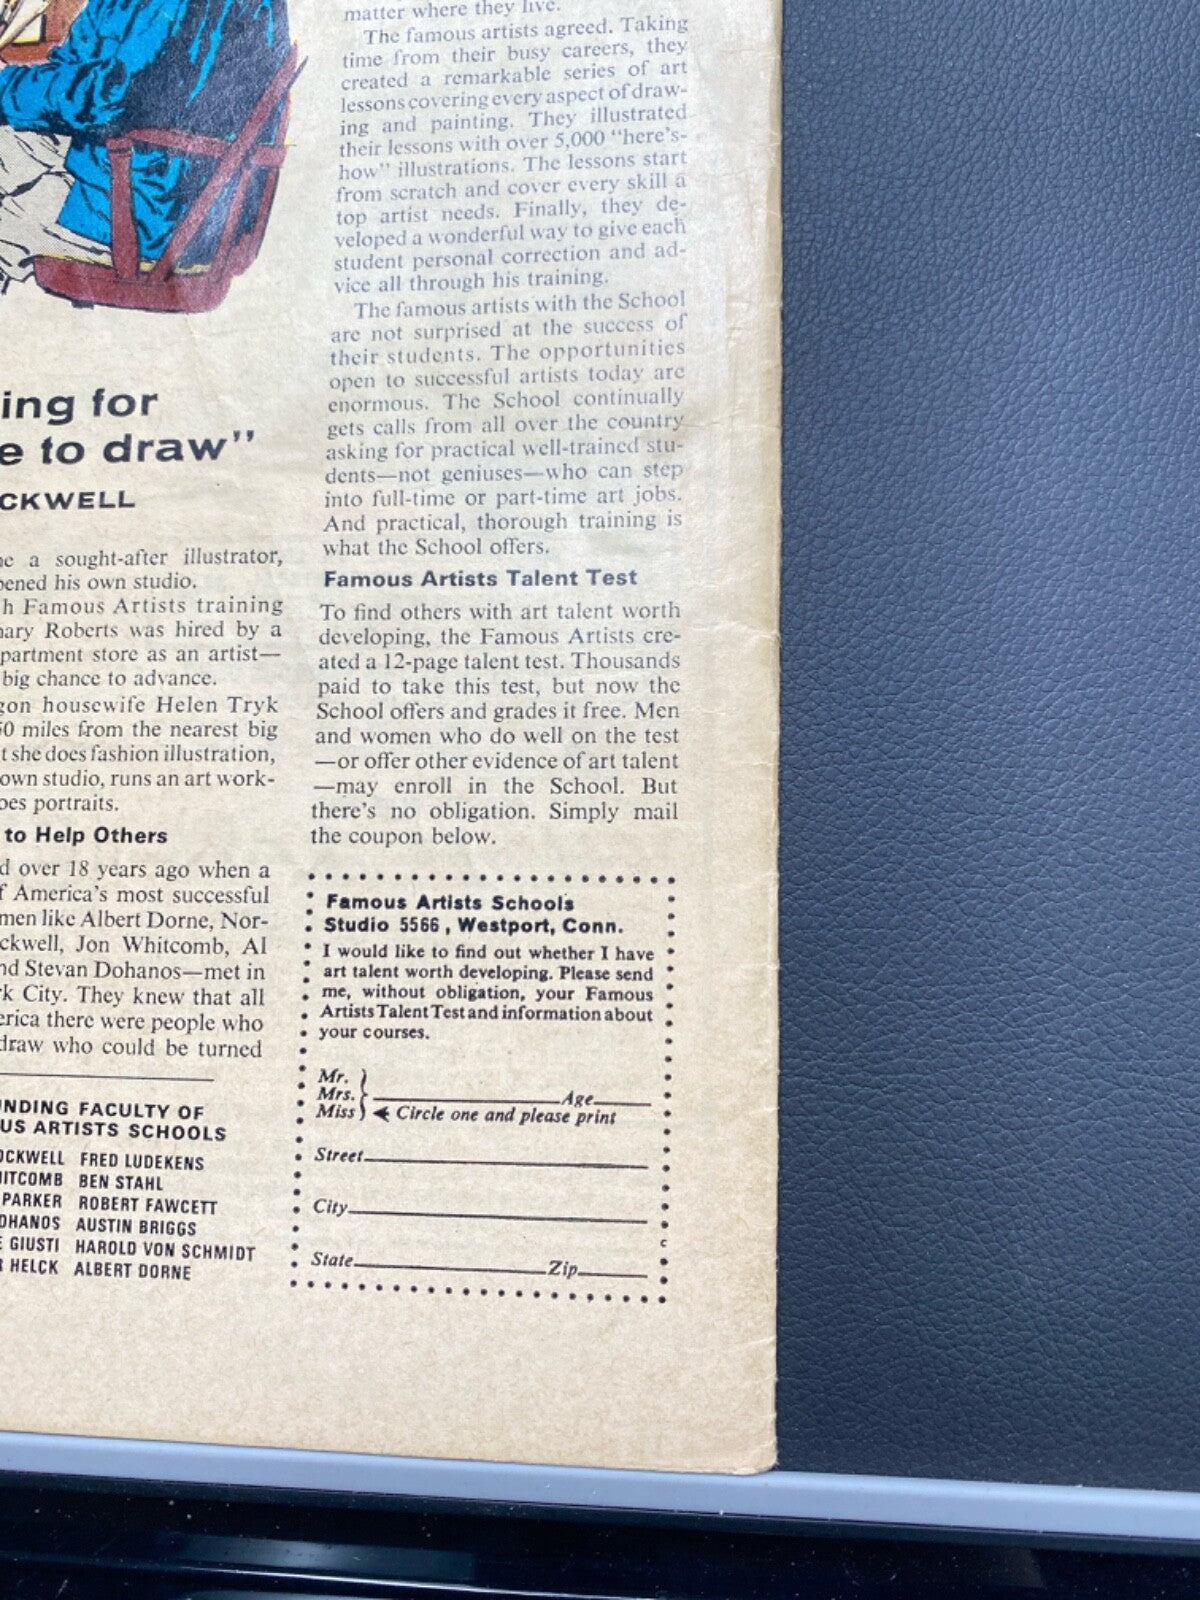 ing for
e to draw”
CKWELL
e a sought-after illustrator,
pened his own studio.
h Famous Artists training
ary Roberts was hired by a
partment store as an artist—
big chance to advance.
gon housewife Helen Tryk
50 miles from the nearest big
t she does fashion illustration,
own studio, runs an art work-
oes portraits.
to Help Others
d over 18 years ago when a
f America’s most successful
men like Albert Dorne, Nor-
ckwell, Jon Whitcomb, Al
nd Stevan Dohanos—met in
k City. They knew that all
erica there were people who
draw who could be turned
NDING FACULTY OF
US ARTISTS SCHOOLS
OCKWELL FRED LUDEKENS
HITCOMB BEN STAHL
PARKER ROBERT FAWCETT
OHANOS AUSTIN BRIGGS
E GIUSTI HAROLD VON SCHMIDT
R HELCK ALBERT DORNE
matter where they live.
The famous artists agreed. Taking
time from their busy careers, they
created a remarkable series of art
lessons covering every aspect of draw-
ing and painting. They illustrated
their lessons with over 5,000 “here’s-
how” illustrations. The lessons start
from scratch and cover every skill a
top artist needs. Finally, they de-
veloped a wonderful way to give each
student personal correction and ad-
vice all through his training.
The famous artists with the School
are not surprised at the success of
their students. The opportunities
open to successful artists today are
enormous. The School continually
gets calls from all over the country
asking for practical well-trained stu-
dents—not geniuses—who can step
into full-time or part-time art jobs.
And practical, thorough training is
what the School offers.
Famous Artists Talent Test
To find others with art talent worth
developing, the Famous Artists cre-
ated a 12-page talent test. Thousands
paid to take this test, but now the
School offers and grades it free. Men
and women who do well on the test
—or offer other evidence of art talent
—may enroll in the School. But
there’s no obligation. Simply mail
the coupon below.
Famous Artists Schools
Studio 5566, Westport, Conn.
I would like to find out whether I have
art talent worth developing. Please send
me, without obligation, your Famous
Artists Talent Test and information about
your courses.
Mr.
Mrs. Age
Miss Circle one and please print
Street
City
State Zip